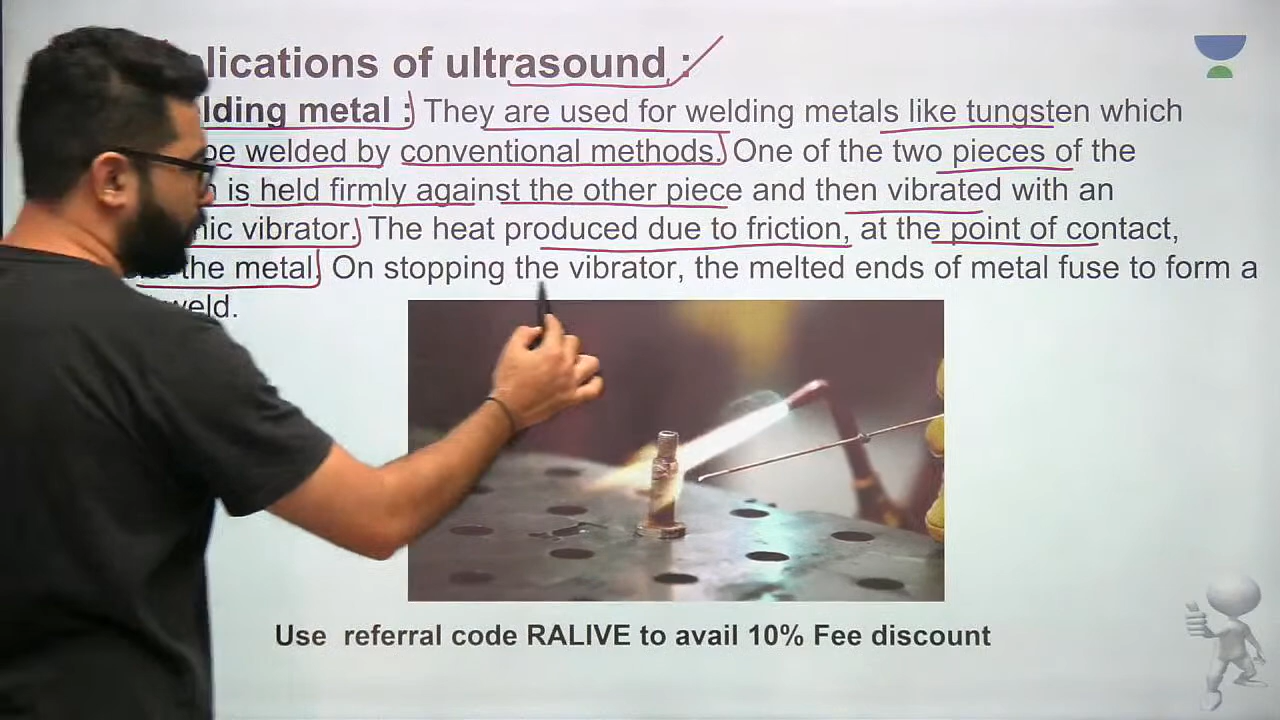 plications of ultrasound :
lding metal : They are used for welding metals like tungsten which
be welded by conventional methods. One of the two pieces of the
is held firmly against the other piece and then vibrated with an
nic vibrator. The heat produced due to friction, at the point of contact,
the metal. On stopping the vibrator, the melted ends of metal fuse to form a
weld.
Use referral code RALIVE to avail 10% Fee discount